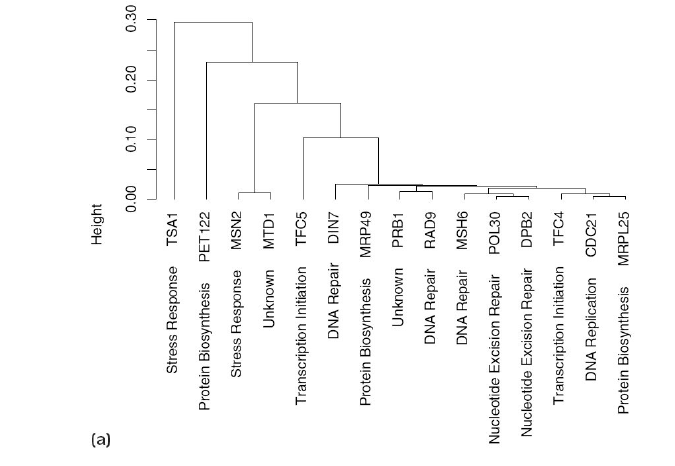 0.30
0.20
0.10
0.00
Height
TSA1
PET122
MSN2
MTD1
TFC5
DIN7
MRP49
PRB1
RAD9
MSH6
POL30
DPB2
TFC4
CDC21
MRPL25
Stress Response
Protein Biosynthesis
Stress Response
Unknown
Transcription Initiation
DNA Repair
Protein Biosynthesis
Unknown
DNA Repair
DNA Repair
Nucleotide Excision Repair
Nucleotide Excision Repair
Transcription Initiation
DNA Replication
Protein Biosynthesis
(a)